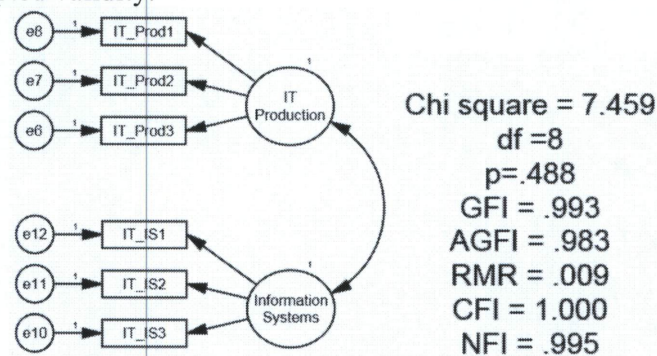 e8
1
IT_Prod1
e7
1
IT_Prod2
e6
1
IT_Prod3
1
IT
Production
e12
1
IT_IS1
e11
1
IT_IS2
e10
1
IT_IS3
1
Information
Systems
Chi square = 7.459
df =8
p=.488
GFI = .993
AGFI = .983
RMR = .009
CFI = 1.000
NFI = .995